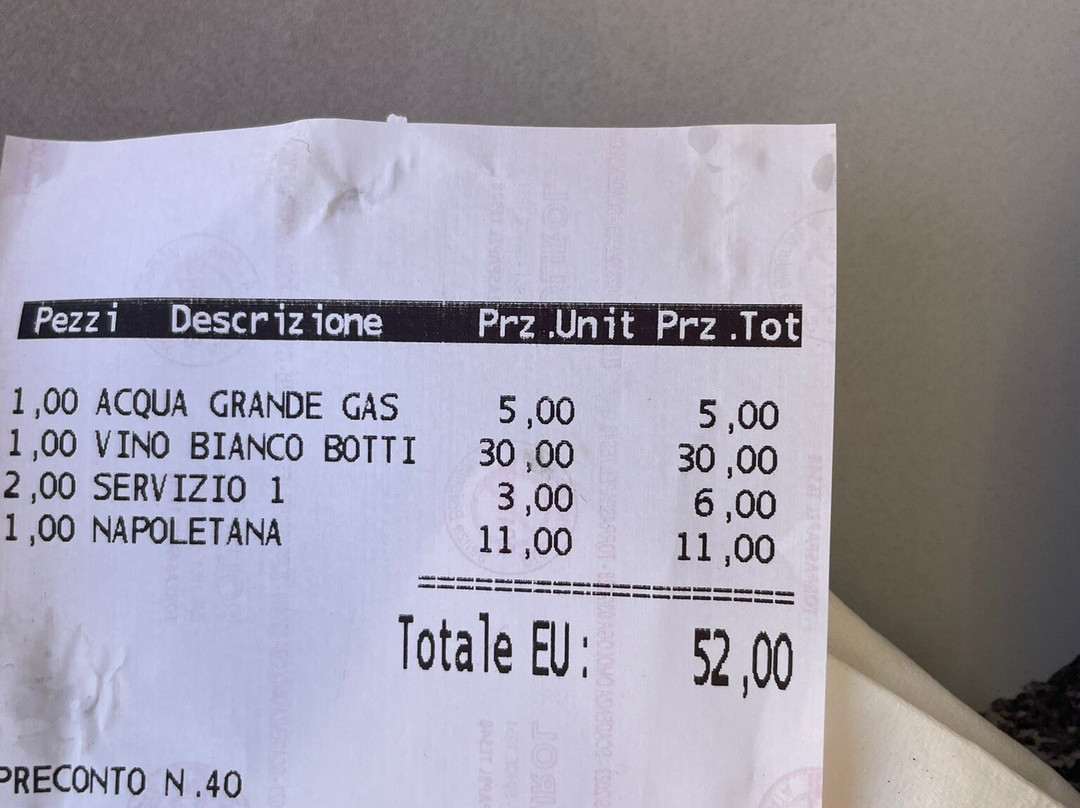 Pezzi Descrizione Prz.Unit Prz.Tot
1,00 ACQUA GRANDE GAS 5,00 5,00
1,00 VINO BIANCO BOTTI 30,00 30,00
2,00 SERVIZIO 1 3,00 6,00
1,00 NAPOLETANA 11,00 11,00
==========================
Totale EU: 52,00
PRECONTO N.40